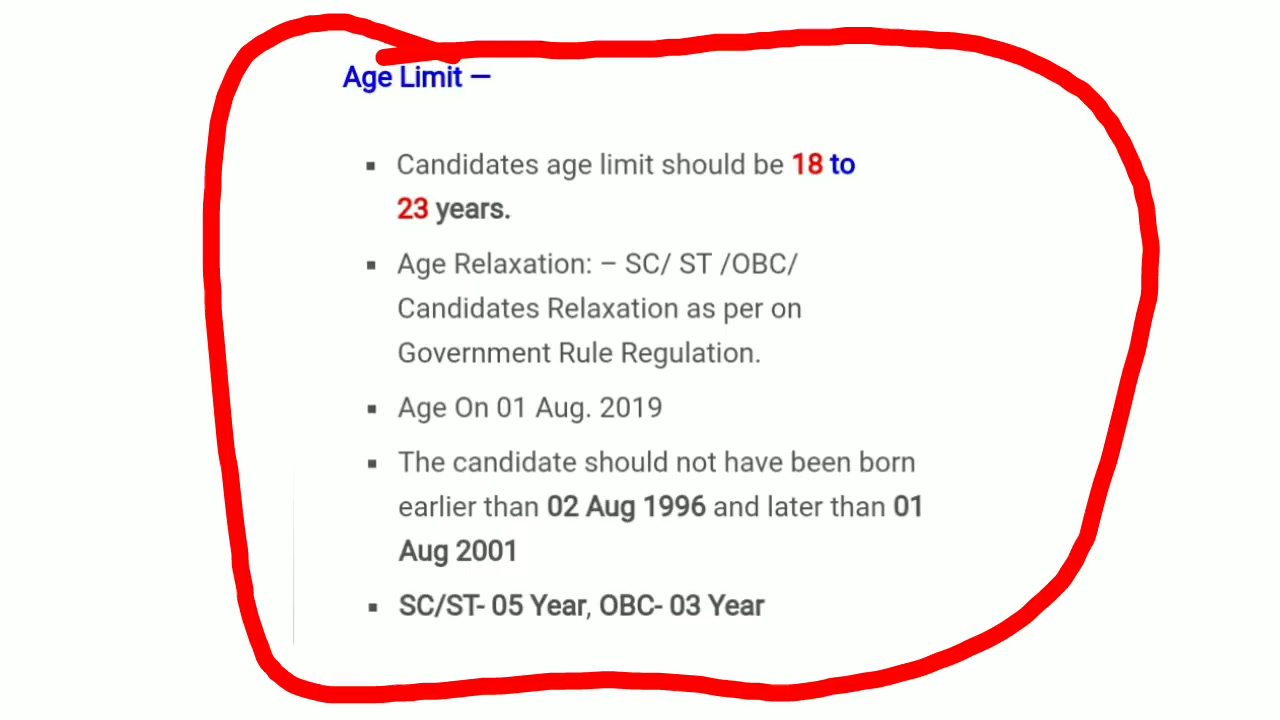 Age Limit –
▪ Candidates age limit should be 18 to
23 years.
▪ Age Relaxation: – SC/ ST /OBC/
Candidates Relaxation as per on
Government Rule Regulation.
▪ Age On 01 Aug. 2019
▪ The candidate should not have been born
earlier than 02 Aug 1996 and later than 01
Aug 2001
▪ SC/ST- 05 Year, OBC- 03 Year